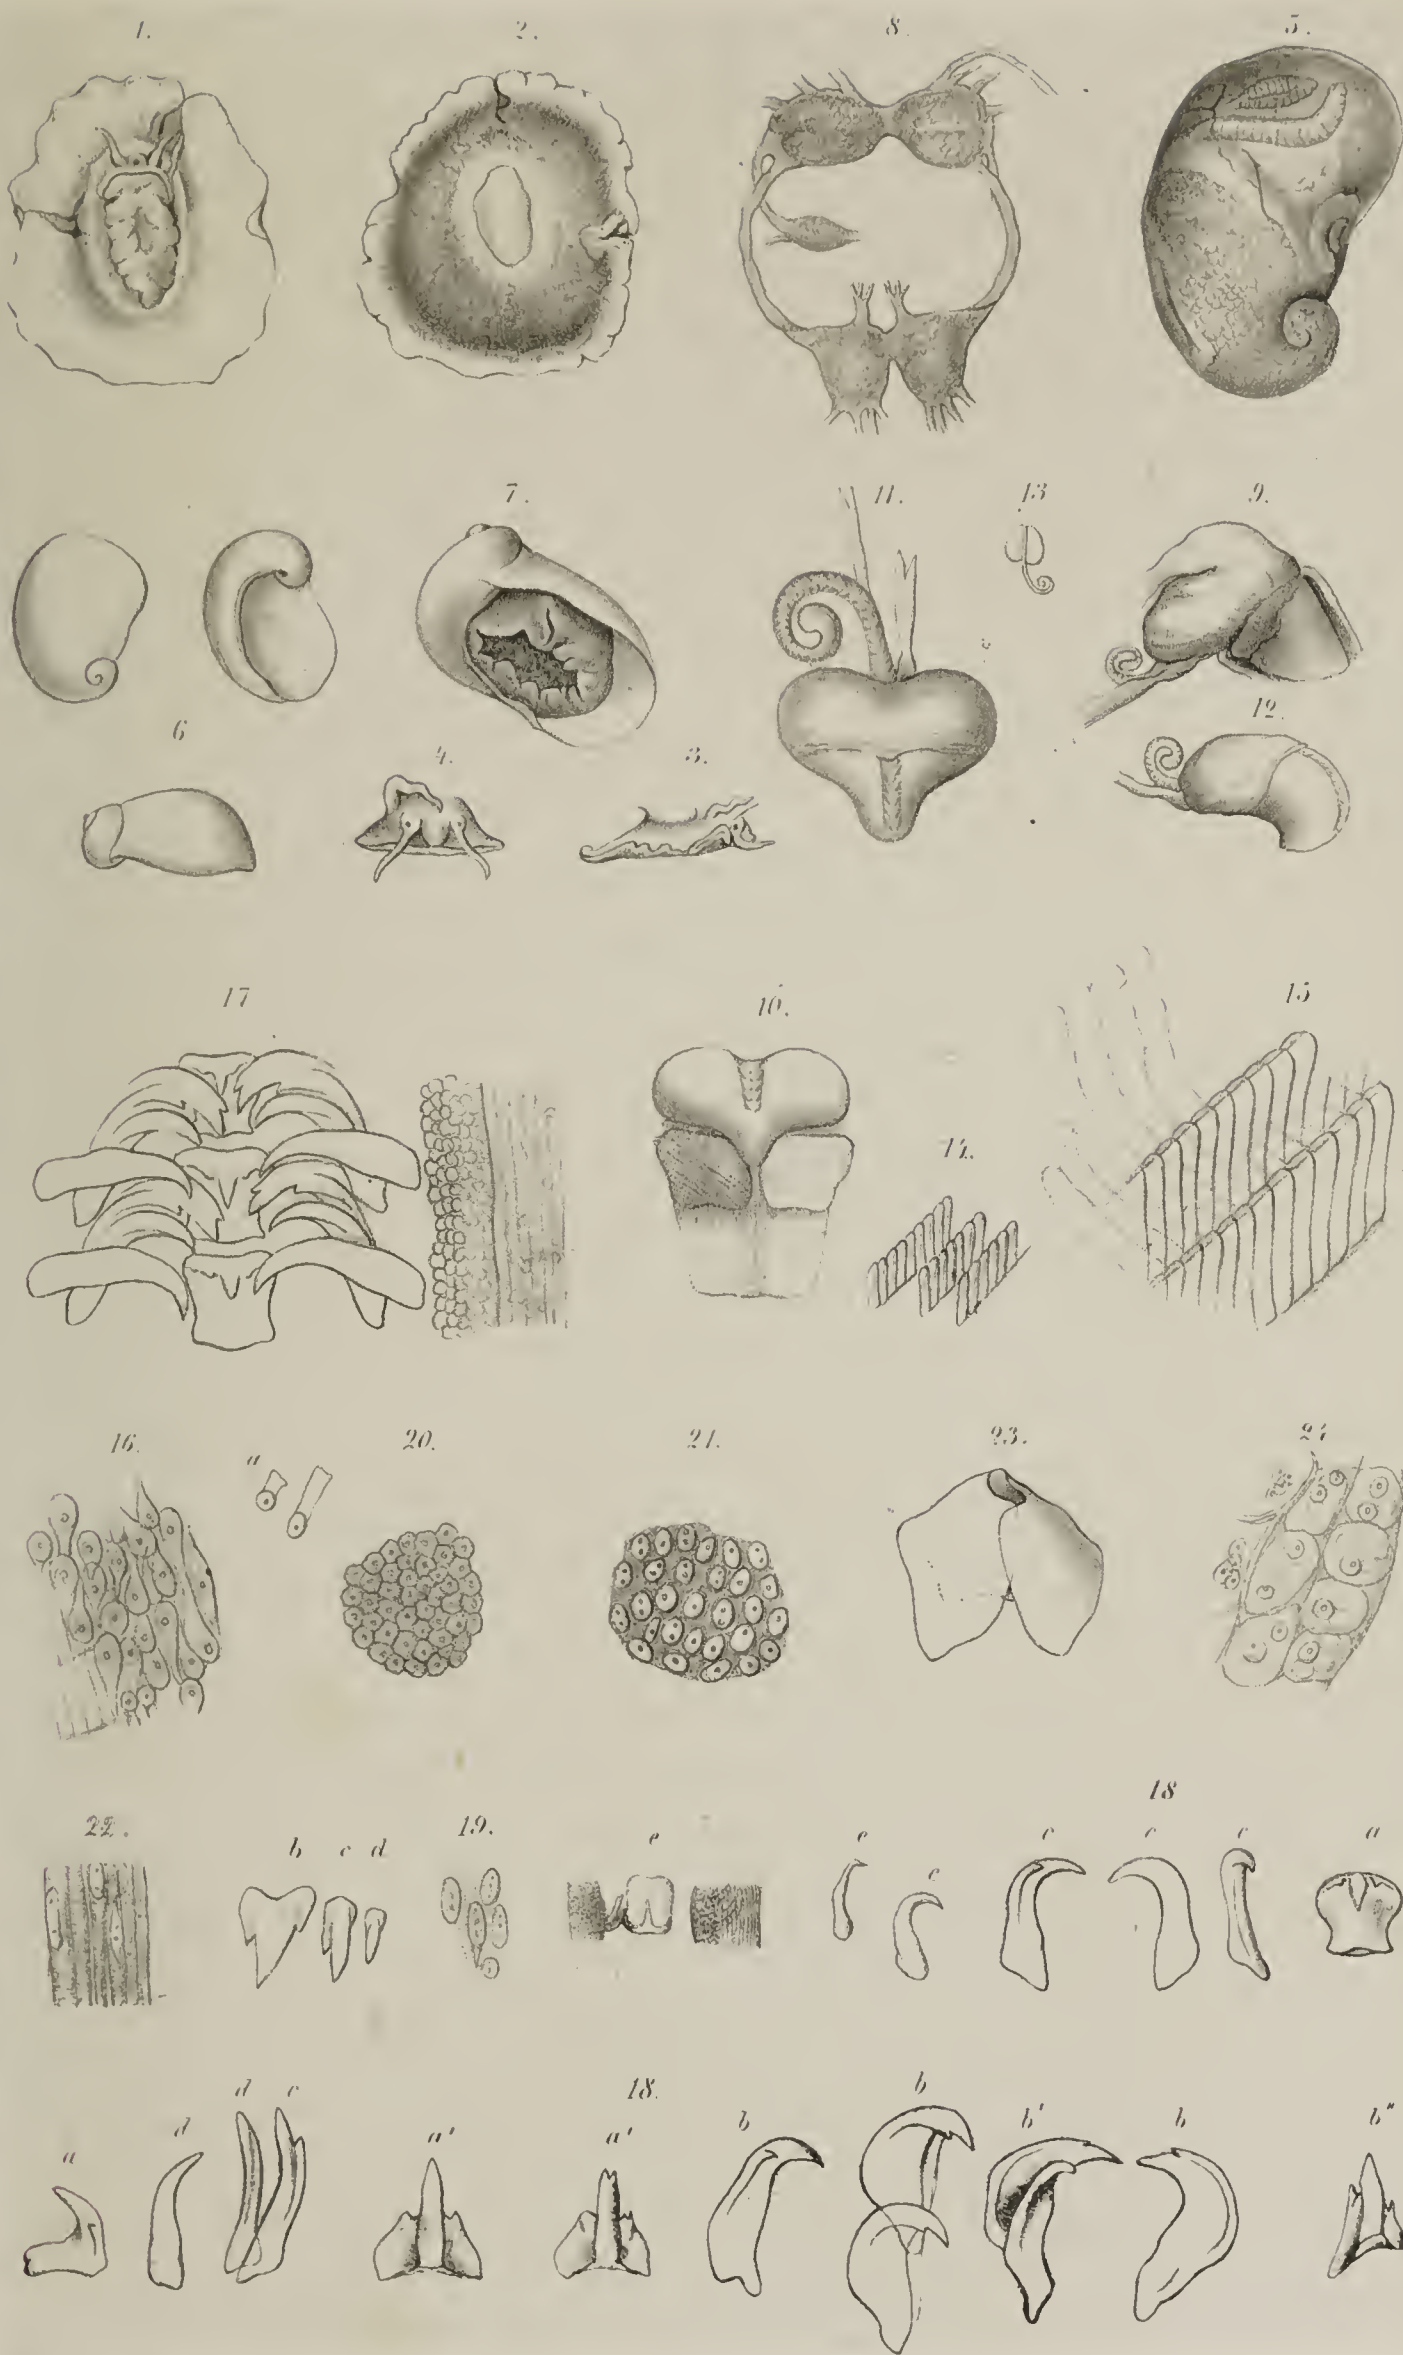 1. 2. 8. 5.
7. 11. 13 9.
6 4. 3. 12.
17 10. 14. 15
16. a 20. 21. 23.
18
22. b c d 19. e e e c c c a
18.
a d d c a' a' b b b' b b"